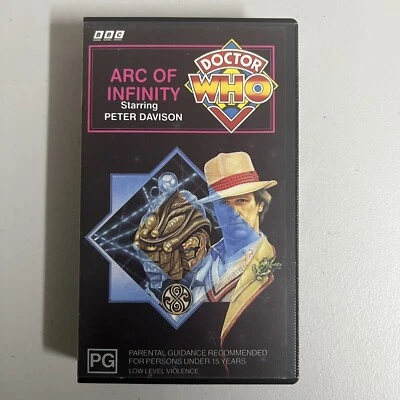 BBC
DOCTOR
WHO
ARC OF
INFINITY
Starring
PETER DAVISON
PG
PARENTAL GUIDANCE RECOMMENDED
FOR PERSONS UNDER 15 YEARS
LOW LEVEL VIOLENCE